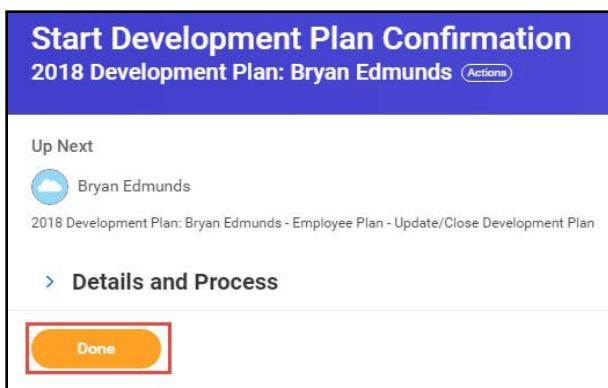 Start Development Plan Confirmation
2018 Development Plan: Bryan Edmunds Actions
Up Next
Bryan Edmunds
2018 Development Plan: Bryan Edmunds - Employee Plan - Update/Close Development Plan
Details and Process
Done